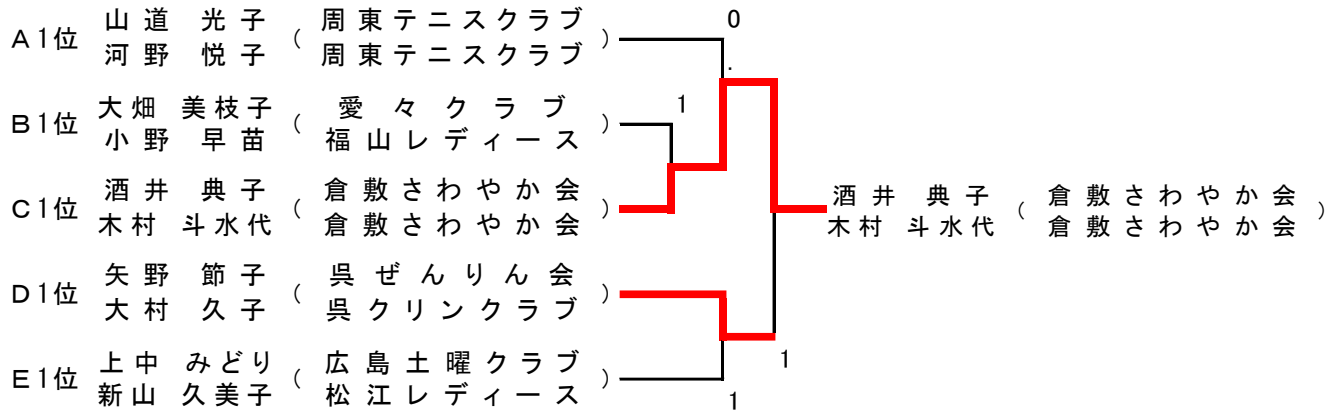 0
A1位 山道 光子 ( 周東テニスクラブ )
河野 悦子 周東テニスクラブ
.
1
B1位 大畑 美枝子 ( 愛々クラブ )
小野 早苗 福山レディース
C1位 酒井 典子 ( 倉敷さわやか会 )
木村 斗水代 倉敷さわやか会
酒井 典子 ( 倉敷さわやか会 )
木村 斗水代 倉敷さわやか会
D1位 矢野 節子 ( 呉ぜんりん会 )
大村 久子 呉クリンクラブ
1
E1位 上中 みどり ( 広島土曜クラブ )
新山 久美子 松江レディース
1